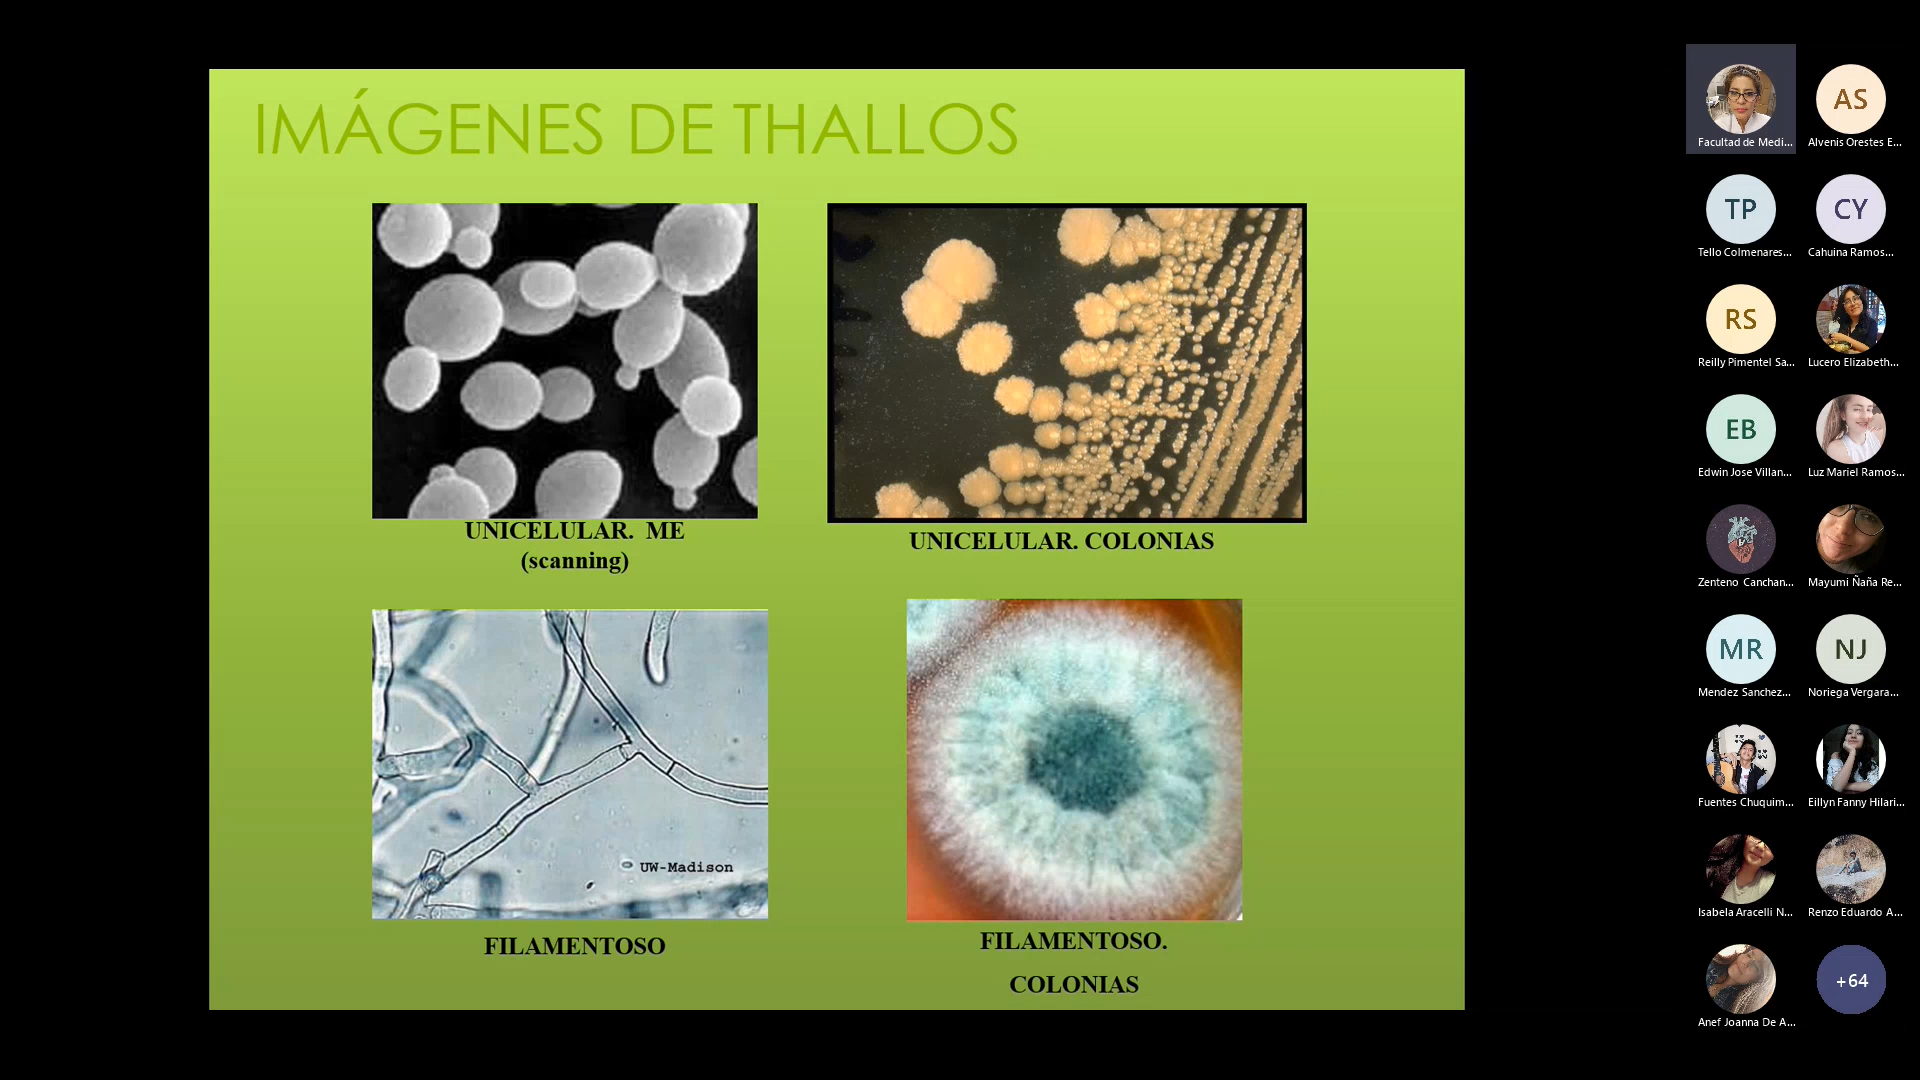 IMÁGENES DE THALLOS
UNICELULAR. ME
(scanning)
UNICELULAR. COLONIAS
UW-Madison
FILAMENTOSO
FILAMENTOSO.
COLONIAS
Facultad de Medi...
AS
Alvenis Orestes E...
TP
Tello Colmenares...
CY
Cahuina Ramos...
RS
Reilly Pimentel Sa...
Lucero Elizabeth...
EB
Edwin Jose Villan...
Luz Mariel Ramos...
Zenteno Canchan...
Mayumi Ñaña Re...
MR
Mendez Sanchez...
NJ
Noriega Vergara...
Fuentes Chuquim...
Eillyn Fanny Hilari...
Isabela Aracelli N...
Renzo Eduardo A...
Anef Joanna De A...
+64